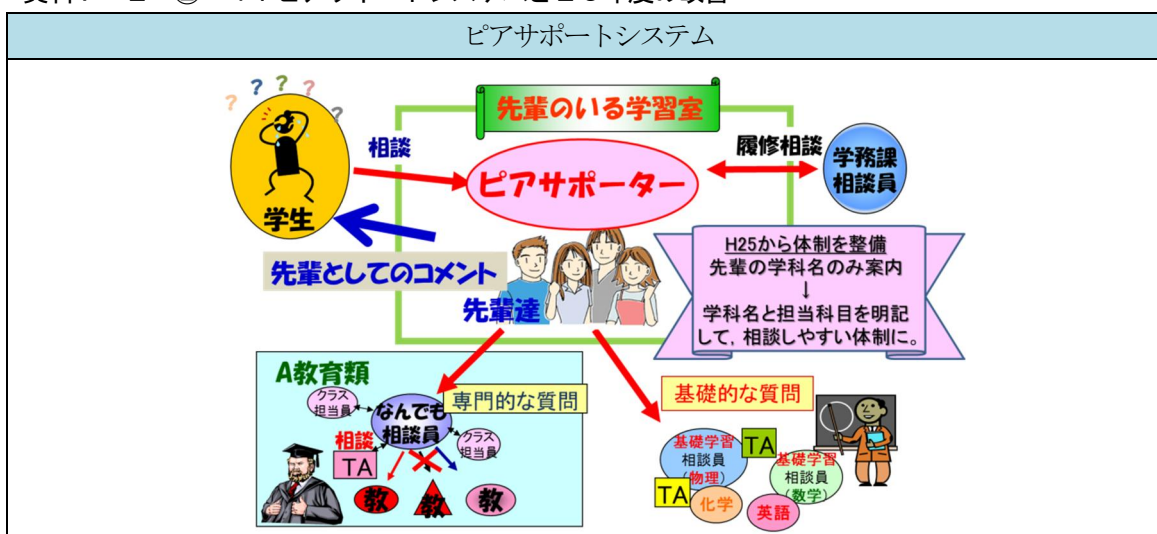 ピアサポートシステム
? ? ? ? ? ?
先輩のいる学習室
相談
履修相談
学務課
相談員
ピアサポーター
学生
H25から体制を整備
先輩の学科名のみ案内
↓
学科名と担当科目を明記
して,相談しやすい体制に。
先輩としてのコメント
先輩達
A教育類
専門的な質問
クラス
担当員
なんでも
相談員
クラス
担当員
相談
TA
教
教
教
基礎的な質問
基礎学習
相談員
(物理)
TA
基礎学習
相談員
(数学)
TA
化学
英語